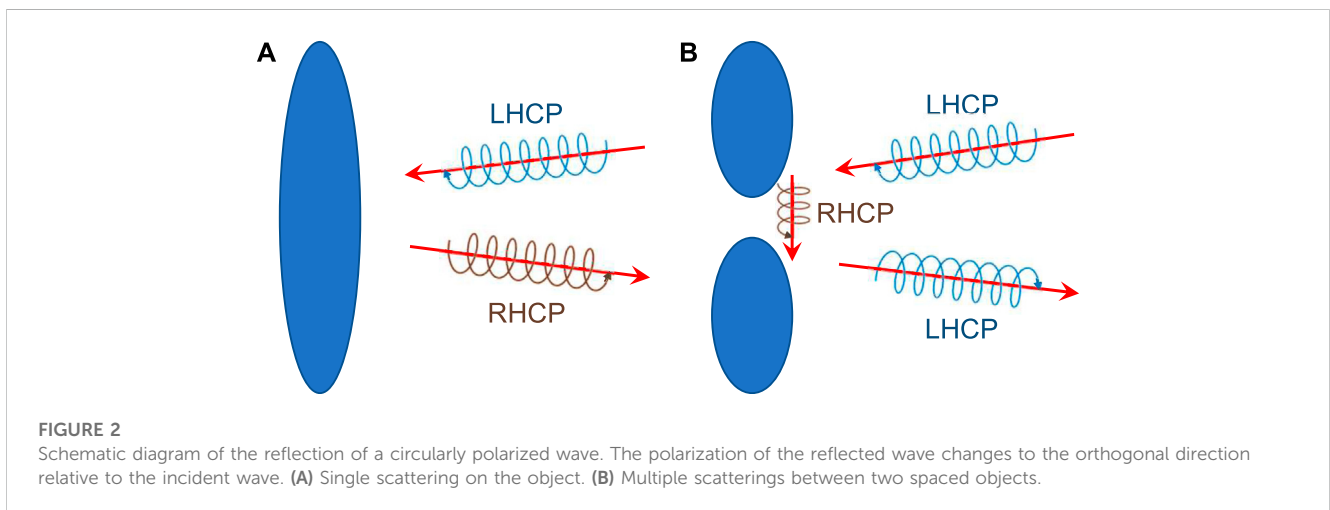 A
B
LHCP
LHCP
RHCP
RHCP
LHCP
FIGURE 2
Schematic diagram of the reflection of a circularly polarized wave. The polarization of the reflected wave changes to the orthogonal direction
relative to the incident wave. (A) Single scattering on the object. (B) Multiple scatterings between two spaced objects.